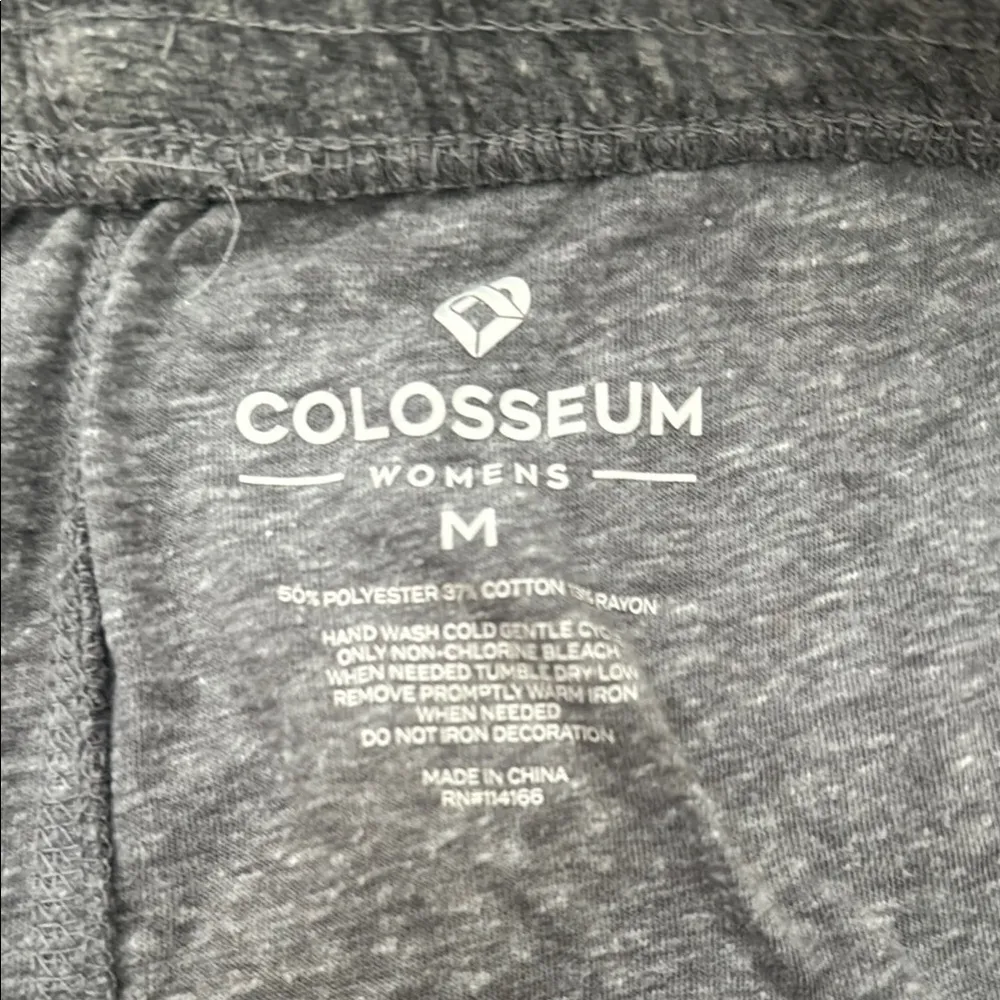 COLOSSEUM
WOMENS
M
50% POLYESTER 37% COTTON 13% RAYON
HAND WASH COLD GENTLE CYCLE
ONLY NON-CHLORINE BLEACH
WHEN NEEDED TUMBLE DRY LOW
REMOVE PROMPTLY WARM IRON
WHEN NEEDED
DO NOT IRON DECORATION
MADE IN CHINA
RN#114166